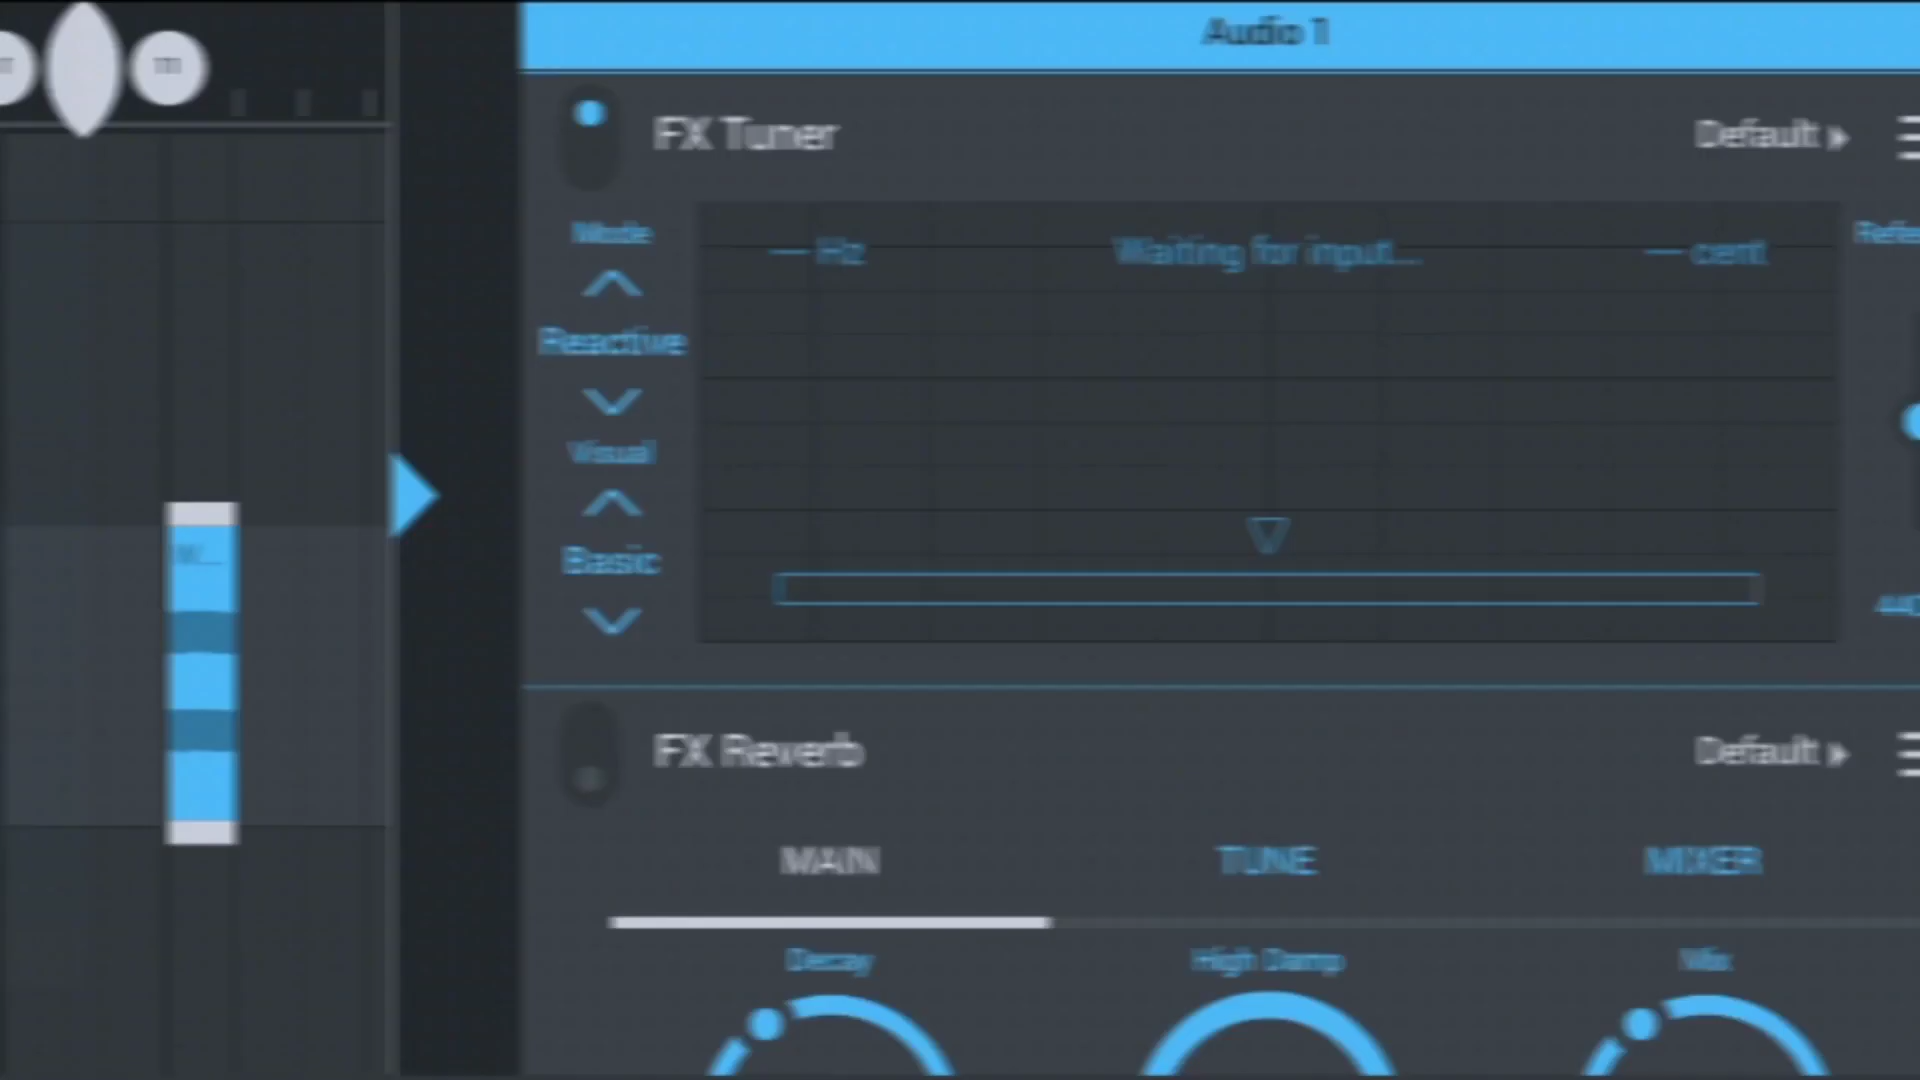 Audio 1
FX Tuner
Default
Mode
— Hz
Waiting for input...
— cent
Reactive
Visual
Basic
FX Reverb
Default
MAIN
TUNE
MIXER
Decay
High Damp
Mix